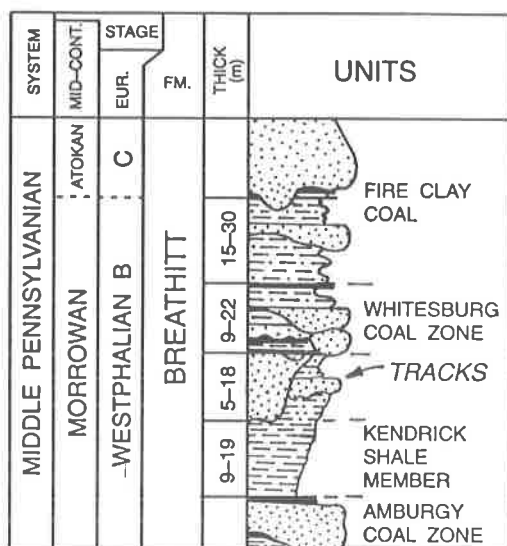 SYSTEM
MID-CONT.
STAGE
EUR.
FM.
THICK
(m)
UNITS
MIDDLE PENNSYLVANIAN
ATOKAN
MORROWAN
C
WESTPHALIAN B
BREATHITT
15–30
9–22
5–18
9–19
FIRE CLAY
COAL
WHITESBURG
COAL ZONE
TRACKS
KENDRICK
SHALE
MEMBER
AMBURGY
COAL ZONE